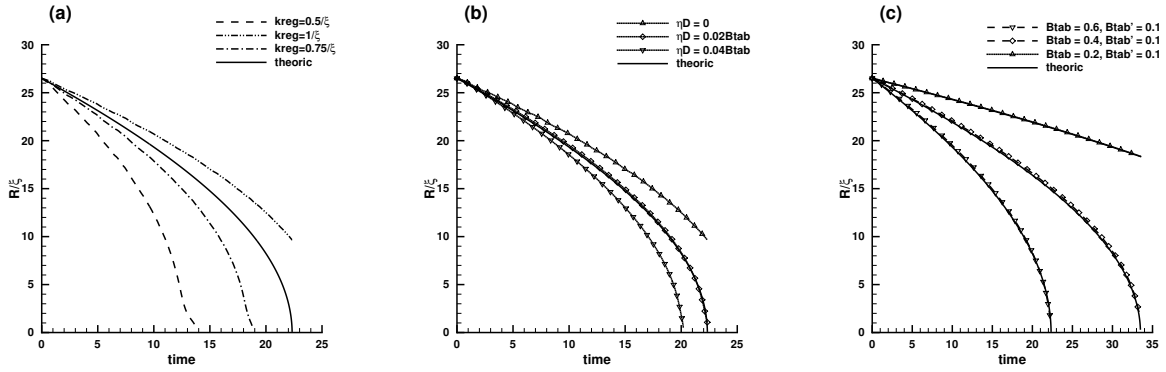 (a)
kreg=0.5/ξ
kreg=1/ξ
kreg=0.75/ξ
theoric
R/ξ
30
25
20
15
10
5
0
0 5 10 15 20 25
time
(b)
ηD = 0
ηD = 0.02Btab
ηD = 0.04Btab
theoric
R/ξ
30
25
20
15
10
5
0
0 5 10 15 20 25
time
(c)
Btab = 0.6, Btab' = 0.1
Btab = 0.4, Btab' = 0.1
Btab = 0.2, Btab' = 0.1
theoric
R/ξ
30
25
20
15
10
5
0
0 5 10 15 20 25 30 35
time